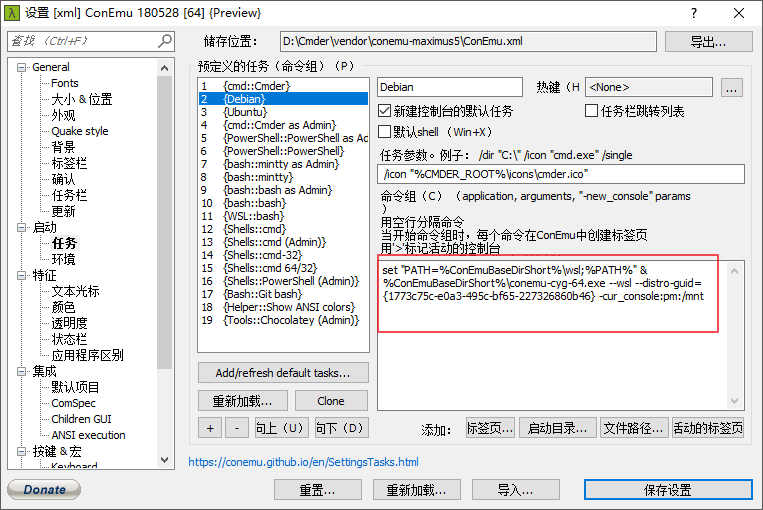 λ 设置 [xml] ConEmu 180528 [64] {Preview} ? ×
查找 (Ctrl+F)
储存位置: D:\Cmder\vendor\conemu-maximus5\ConEmu.xml 导出...
General
Fonts
大小 & 位置
外观
Quake style
背景
标签栏
确认
任务栏
更新
启动
任务
环境
特征
文本光标
颜色
透明度
状态栏
应用程序区别
集成
默认项目
ComSpec
Children GUI
ANSI execution
按键 & 宏
Keyboard
预定义的任务（命令组）（P）
1 {cmd::Cmder}
2 {Debian}
3 {Ubuntu}
4 {cmd::Cmder as Admin}
5 {PowerShell::PowerShell as Ad
6 {PowerShell::PowerShell}
7 {bash::mintty as Admin}
8 {bash::mintty}
9 {bash::bash as Admin}
10 {bash::bash}
11 {WSL::bash}
12 {Shells::cmd}
13 {Shells::cmd (Admin)}
14 {Shells::cmd-32}
15 {Shells::cmd 64/32}
16 {Shells::PowerShell (Admin)}
17 {Bash::Git bash}
18 {Helper::Show ANSI colors}
19 {Tools::Chocolatey (Admin)}
Add/refresh default tasks...
重新加载... Clone
+ - 向上（U） 向下（D）
Debian 热键（H <None> ...
新建控制台的默认任务 任务栏跳转列表
默认shell（Win+X）
任务参数。例子: /dir "C:\" /icon "cmd.exe" /single
/icon "%CMDER_ROOT%\icons\cmder.ico"
命令组（C）（application, arguments, "-new_console" params
）
用空行分隔命令
当开始命令组时，每个命令在ConEmu中创建标签页
用'>'标记活动的控制台
set "PATH=%ConEmuBaseDirShort%\wsl;%PATH%" &
%ConEmuBaseDirShort%\conemu-cyg-64.exe --wsl --distro-guid=
{1773c75c-e0a3-495c-bf65-227326860b46} -cur_console:pm:/mnt
添加: 标签页... 启动目录... 文件路径... 活动的标签页
https://conemu.github.io/en/SettingsTasks.html
Donate 重置... 重新加载... 导入... 保存设置